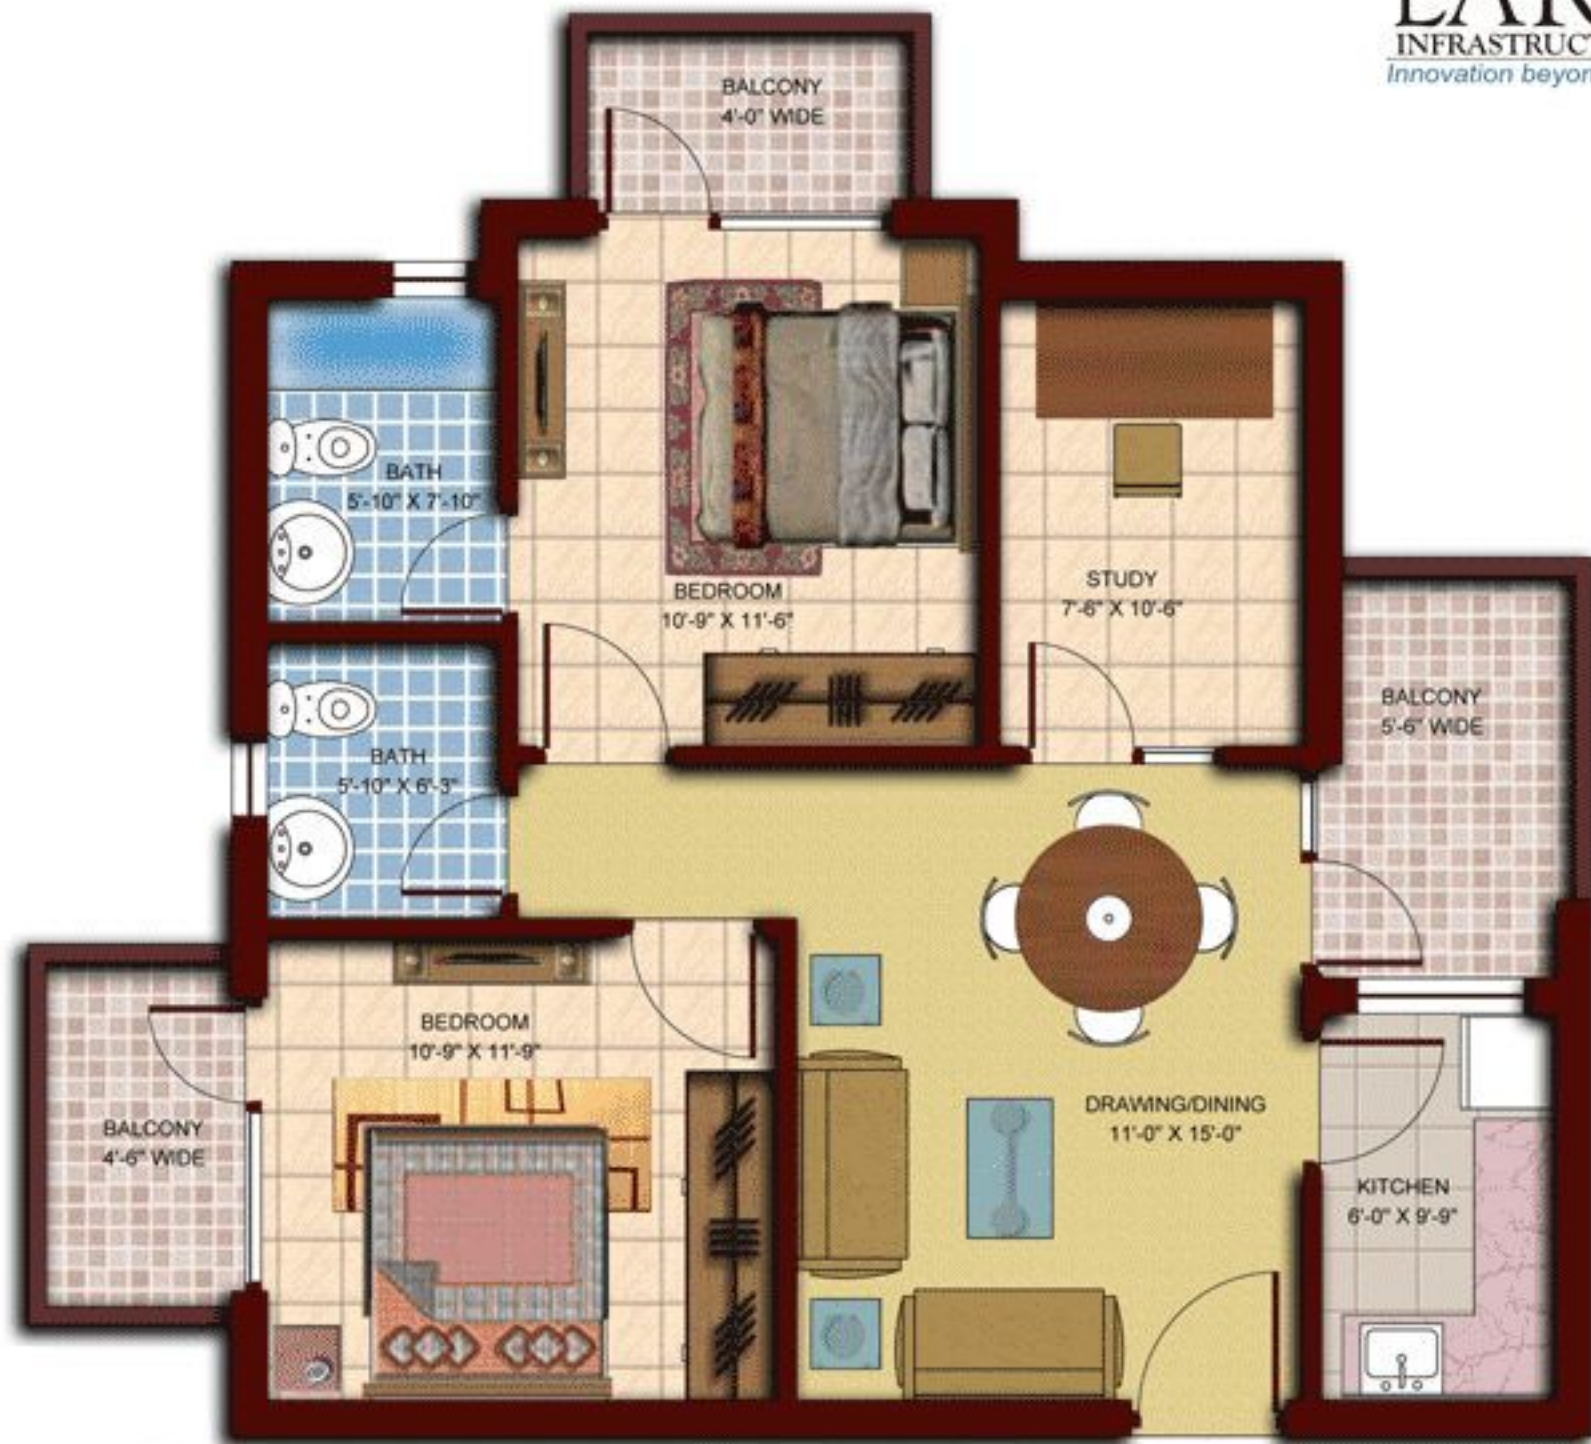 INFRASTRUCT
Innovation beyon
BALCONY
4'-0" WIDE
BATH
5'-10" X 7'-10"
BEDROOM
10'-9" X 11'-6"
STUDY
7'-6" X 10'-6"
BALCONY
5'-6" WIDE
BATH
5'-10" X 6'-3"
BEDROOM
10'-9" X 11'-9"
BALCONY
4'-6" WIDE
DRAWING/DINING
11'-0" X 15'-0"
KITCHEN
6'-0" X 9'-9"